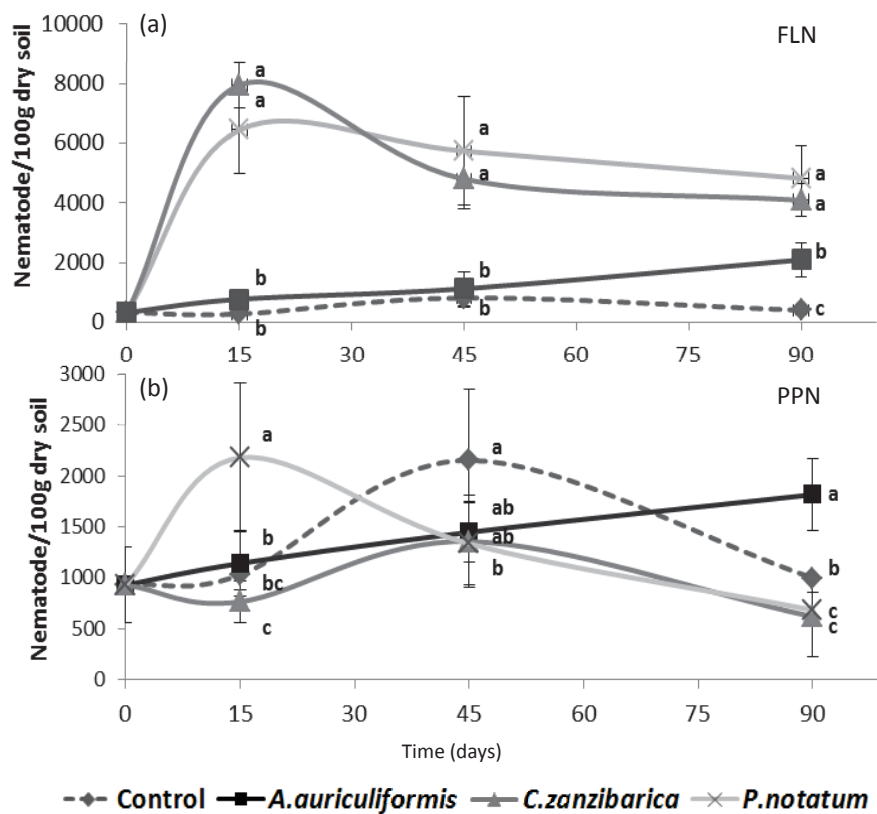 (a)
FLN
Nematode/100g dry soil
10000
8000
6000
4000
2000
0
a
a
a
a
a
a
b
b
b
b
b
c
0 15 30 45 60 75 90
(b)
PPN
Nematode/100g dry soil
3000
2500
2000
1500
1000
500
0
a
a
a
b
ab
ab
bc
b
b
c
c
c
0 15 30 45 60 75 90
Time (days)
Control A.auriculiformis C.zanzibarica P.notatum